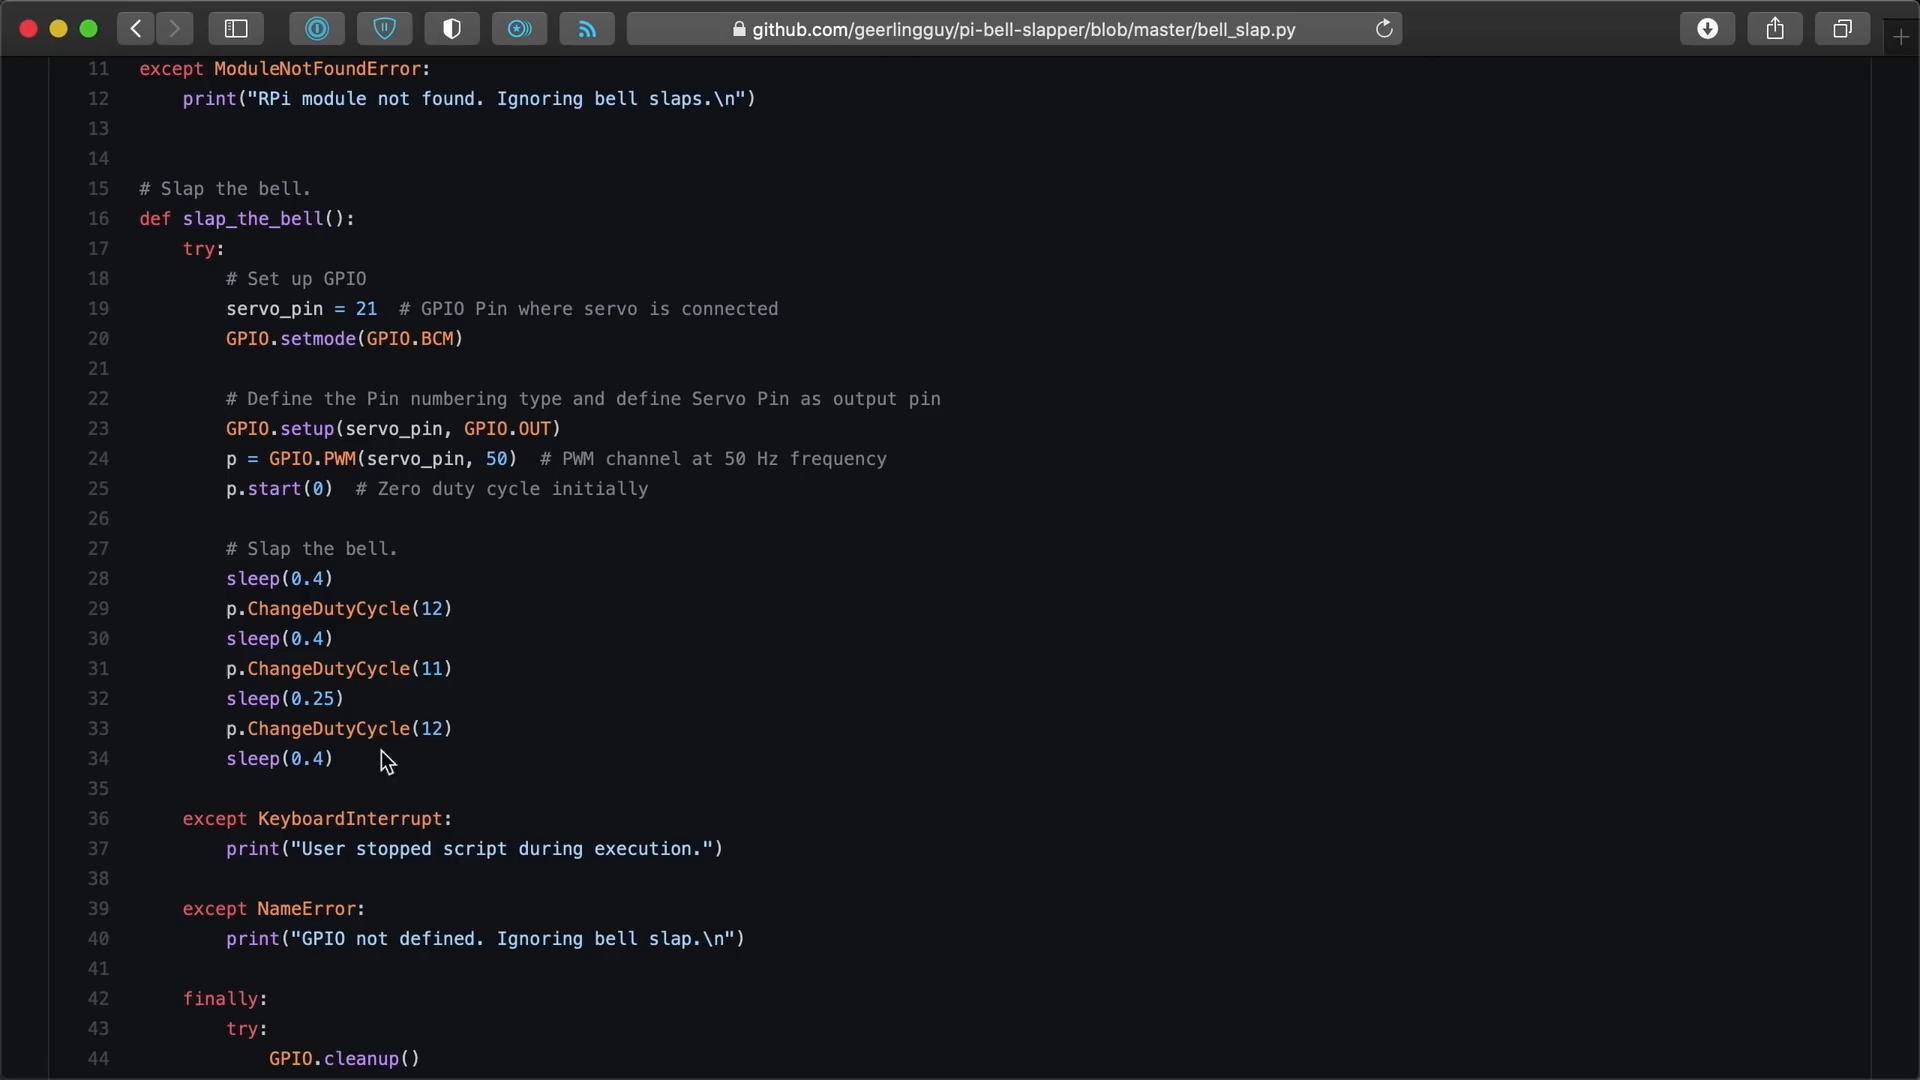 github.com/geerlingguy/pi-bell-slapper/blob/master/bell_slap.py
11 except ModuleNotFoundError:
12     print("RPi module not found. Ignoring bell slaps.\n")
13
14
15 # Slap the bell.
16 def slap_the_bell():
17     try:
18         # Set up GPIO
19         servo_pin = 21  # GPIO Pin where servo is connected
20         GPIO.setmode(GPIO.BCM)
21
22         # Define the Pin numbering type and define Servo Pin as output pin
23         GPIO.setup(servo_pin, GPIO.OUT)
24         p = GPIO.PWM(servo_pin, 50)  # PWM channel at 50 Hz frequency
25         p.start(0)  # Zero duty cycle initially
26
27         # Slap the bell.
28         sleep(0.4)
29         p.ChangeDutyCycle(12)
30         sleep(0.4)
31         p.ChangeDutyCycle(11)
32         sleep(0.25)
33         p.ChangeDutyCycle(12)
34         sleep(0.4)
35
36     except KeyboardInterrupt:
37         print("User stopped script during execution.")
38
39     except NameError:
40         print("GPIO not defined. Ignoring bell slap.\n")
41
42     finally:
43         try:
44             GPIO.cleanup()